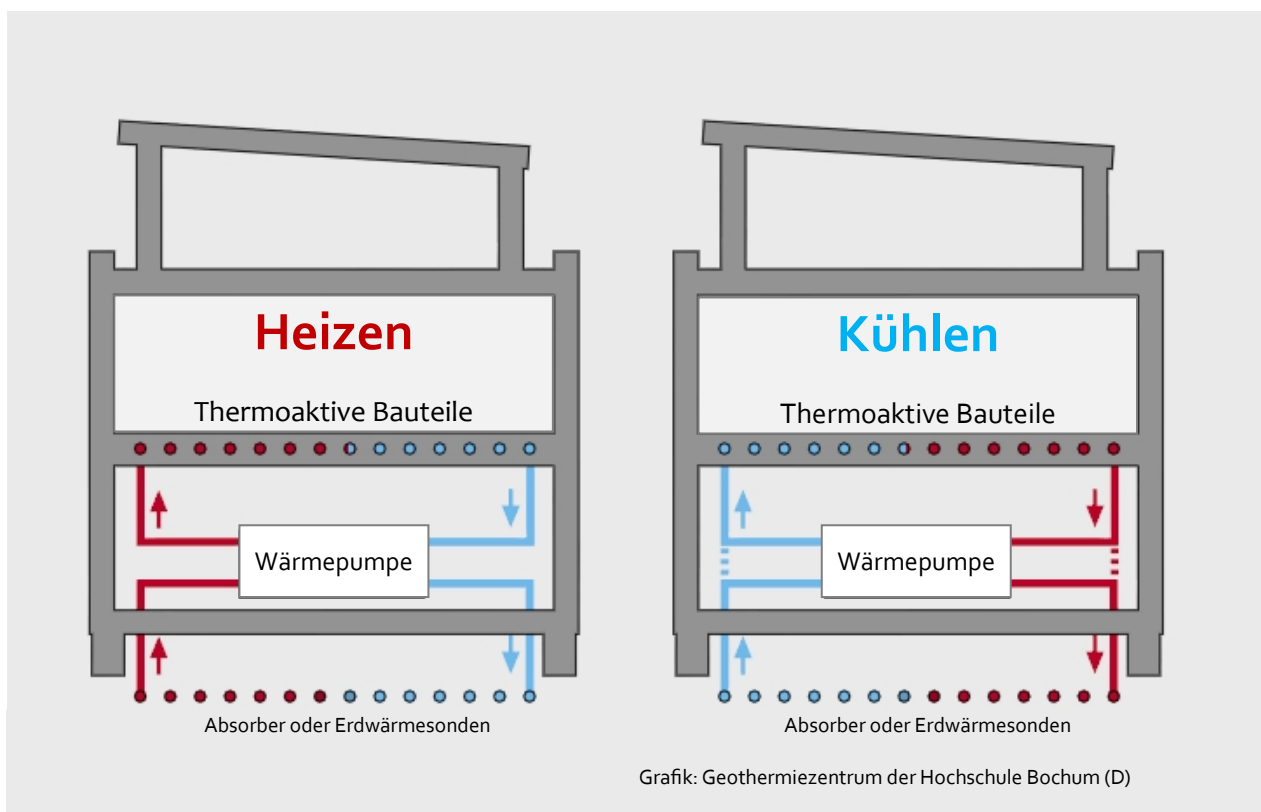 Heizen
Thermoaktive Bauteile
Wärmepumpe
Absorber oder Erdwärmesonden
Kühlen
Thermoaktive Bauteile
Wärmepumpe
Absorber oder Erdwärmesonden
Grafik: Geothermiezentrum der Hochschule Bochum (D)